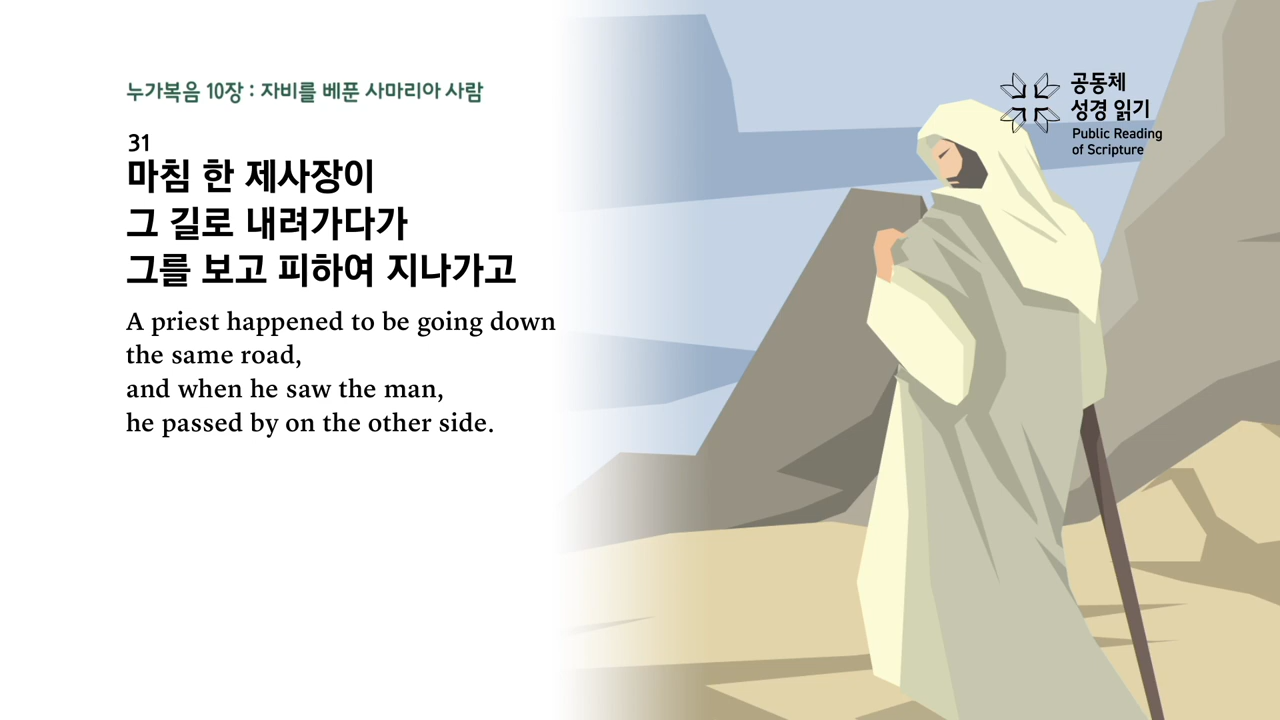 누가복음 10장 : 자비를 베푼 사마리아 사람
31
마침 한 제사장이
그 길로 내려가다가
그를 보고 피하여 지나가고
A priest happened to be going down
the same road,
and when he saw the man,
he passed by on the other side.
공동체
성경 읽기
Public Reading
of Scripture